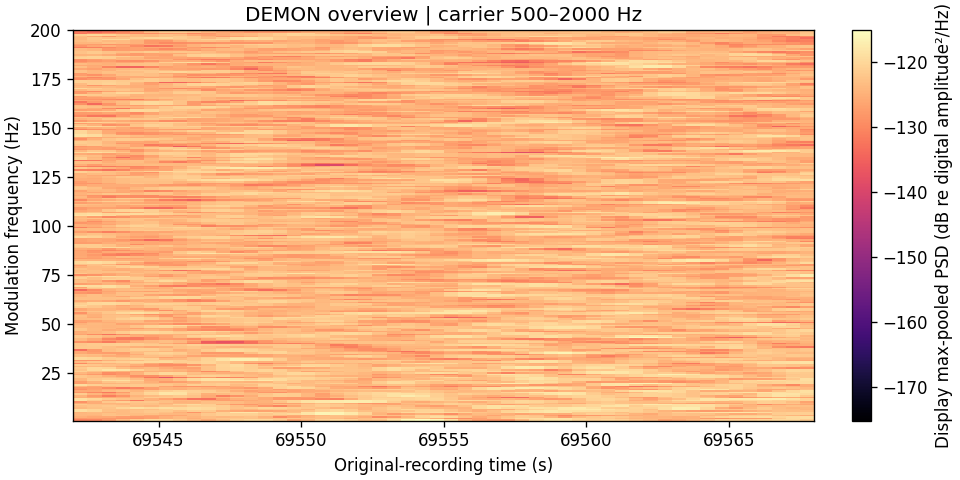 DEMON overview | carrier 500–2000 Hz
200
175
150
125
100
75
50
25
Modulation frequency (Hz)
69545 69550 69555 69560 69565
Original-recording time (s)
−120
−130
−140
−150
−160
−170
Display max-pooled PSD (dB re digital amplitude²/Hz)